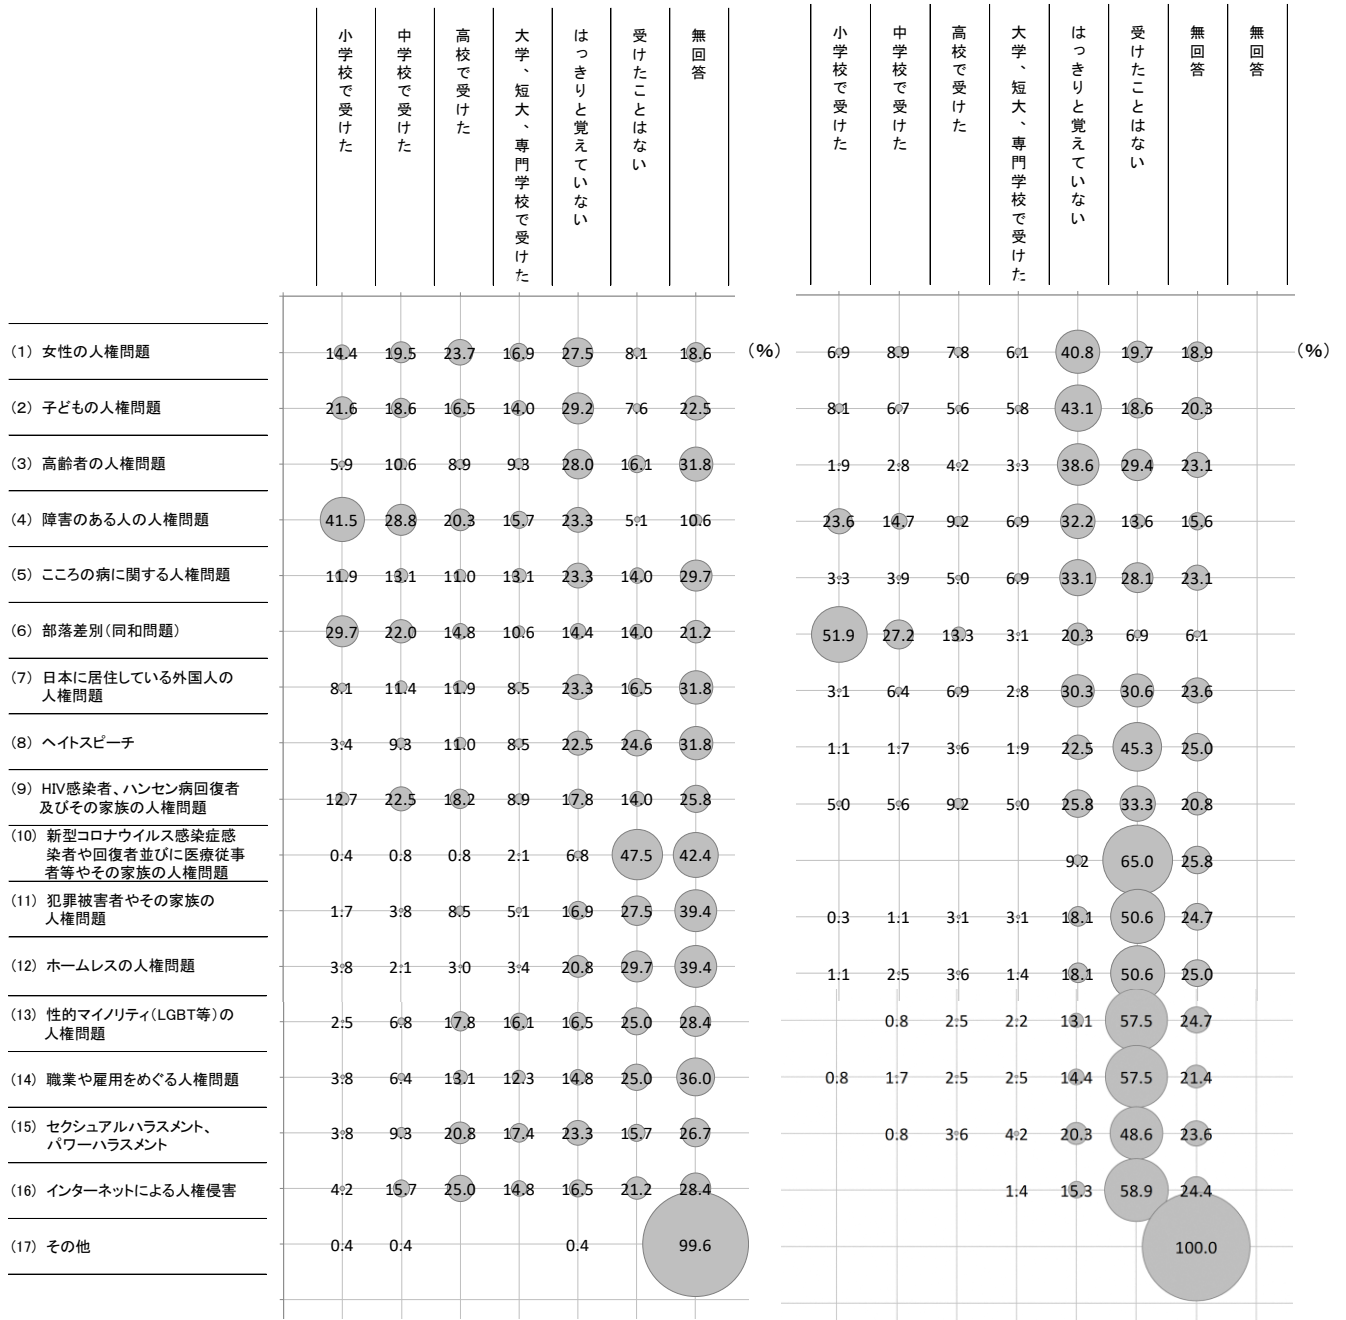 小学校で受けた
中学校で受けた
高校で受けた
大学、短大、専門学校で受けた
はっきりと覚えていない
受けたことはない
無回答
小学校で受けた
中学校で受けた
高校で受けた
大学、短大、専門学校で受けた
はっきりと覚えていない
受けたことはない
無回答
無回答
(1) 女性の人権問題 14.4 19.5 23.7 16.9 27.5 8.1 18.6 (%) 6.9 8.9 7.8 6.1 40.8 19.7 18.9 (%)
(2) 子どもの人権問題 21.6 18.6 16.5 14.0 29.2 7.6 22.5 8.1 6.7 5.6 5.8 43.1 18.6 20.3
(3) 高齢者の人権問題 5.9 10.6 8.9 9.3 28.0 16.1 31.8 1.9 2.8 4.2 3.3 38.6 29.4 23.1
(4) 障害のある人の人権問題 41.5 28.8 20.3 15.7 23.3 5.1 10.6 23.6 14.7 9.2 6.9 32.2 13.6 15.6
(5) こころの病に関する人権問題 11.9 13.1 11.0 13.1 23.3 14.0 29.7 3.3 3.9 5.0 6.9 33.1 28.1 23.1
(6) 部落差別(同和問題) 29.7 22.0 14.8 10.6 14.4 14.0 21.2 51.9 27.2 13.3 3.1 20.3 6.9 6.1
(7) 日本に居住している外国人の
人権問題 8.1 11.4 11.9 8.5 23.3 16.5 31.8 3.1 6.4 6.9 2.8 30.3 30.6 23.6
(8) ヘイトスピーチ 3.4 9.3 11.0 8.5 22.5 24.6 31.8 1.1 1.7 3.6 1.9 22.5 45.3 25.0
(9) HIV感染者、ハンセン病回復者
及びその家族の人権問題 12.7 22.5 18.2 8.9 17.8 14.0 25.8 5.0 5.6 9.2 5.0 25.8 33.3 20.8
(10) 新型コロナウイルス感染症感
染者や回復者並びに医療従事
者等やその家族の人権問題 0.4 0.8 0.8 2.1 6.8 47.5 42.4 9.2 65.0 25.8
(11) 犯罪被害者やその家族の
人権問題 1.7 3.8 8.5 5.1 16.9 27.5 39.4 0.3 1.1 3.1 3.1 18.1 50.6 24.7
(12) ホームレスの人権問題 3.8 2.1 3.0 3.4 20.8 29.7 39.4 1.1 2.5 3.6 1.4 18.1 50.6 25.0
(13) 性的マイノリティ(LGBT等)の
人権問題 2.5 6.8 17.8 16.1 16.5 25.0 28.4 0.8 2.5 2.2 13.1 57.5 24.7
(14) 職業や雇用をめぐる人権問題 3.8 6.4 13.1 12.3 14.8 25.0 36.0 0.8 1.7 2.5 2.5 14.4 57.5 21.4
(15) セクシュアルハラスメント、
パワーハラスメント 3.8 9.3 20.8 17.4 23.3 15.7 26.7 0.8 3.6 4.2 20.3 48.6 23.6
(16) インターネットによる人権侵害 4.2 15.7 25.0 14.8 16.5 21.2 28.4 1.4 15.3 58.9 24.4
(17) その他 0.4 0.4 0.4 99.6 100.0